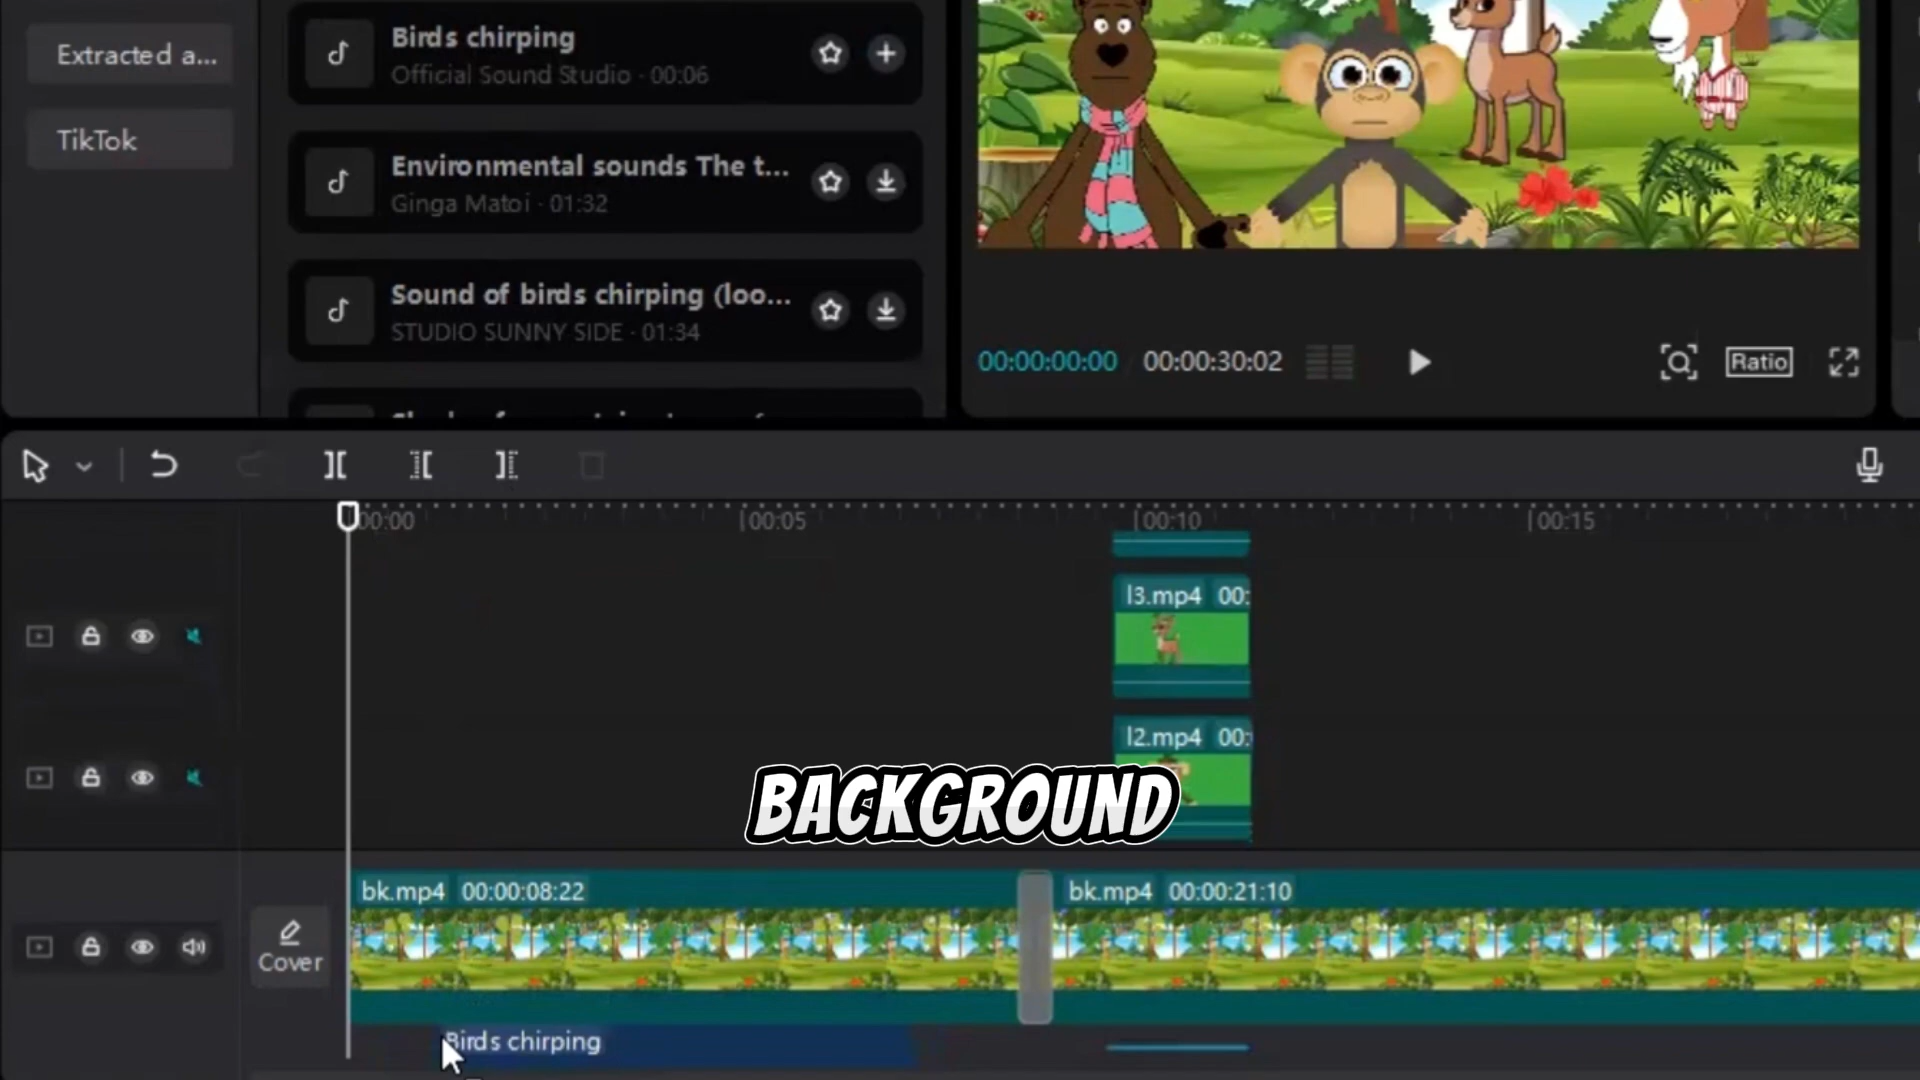 Extracted a...
TikTok
Birds chirping
Official Sound Studio · 00:06
Environmental sounds The t...
Ginga Matoi · 01:32
Sound of birds chirping (loo...
STUDIO SUNNY SIDE · 01:34
00:00:00:00 00:00:30:02
Ratio
00:00 00:05 00:10 00:15
l3.mp4 00:
l2.mp4 00:
BACKGROUND
bk.mp4 00:00:08:22
bk.mp4 00:00:21:10
Cover
Birds chirping